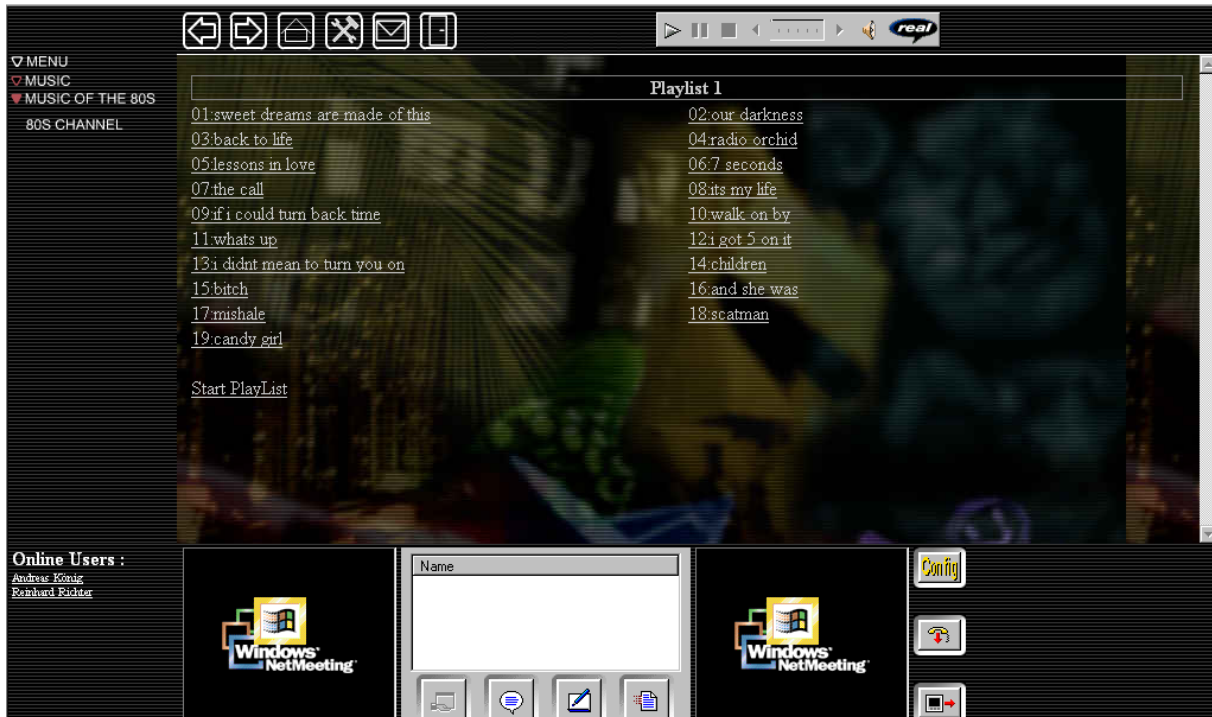 real
MENU
MUSIC
MUSIC OF THE 80S
80S CHANNEL
Playlist 1
01:sweet dreams are made of this
02:our darkness
03:back to life
04:radio orchid
05:lessons in love
06:7 seconds
07:the call
08:its my life
09:if i could turn back time
10:walk on by
11:whats up
12:i got 5 on it
13:i didnt mean to turn you on
14:children
15:bitch
16:and she was
17:mishale
18:scatman
19:candy girl
Start PlayList
Online Users :
Andreas König
Reinhard Richter
Windows
NetMeeting
Name
Windows
NetMeeting
Config